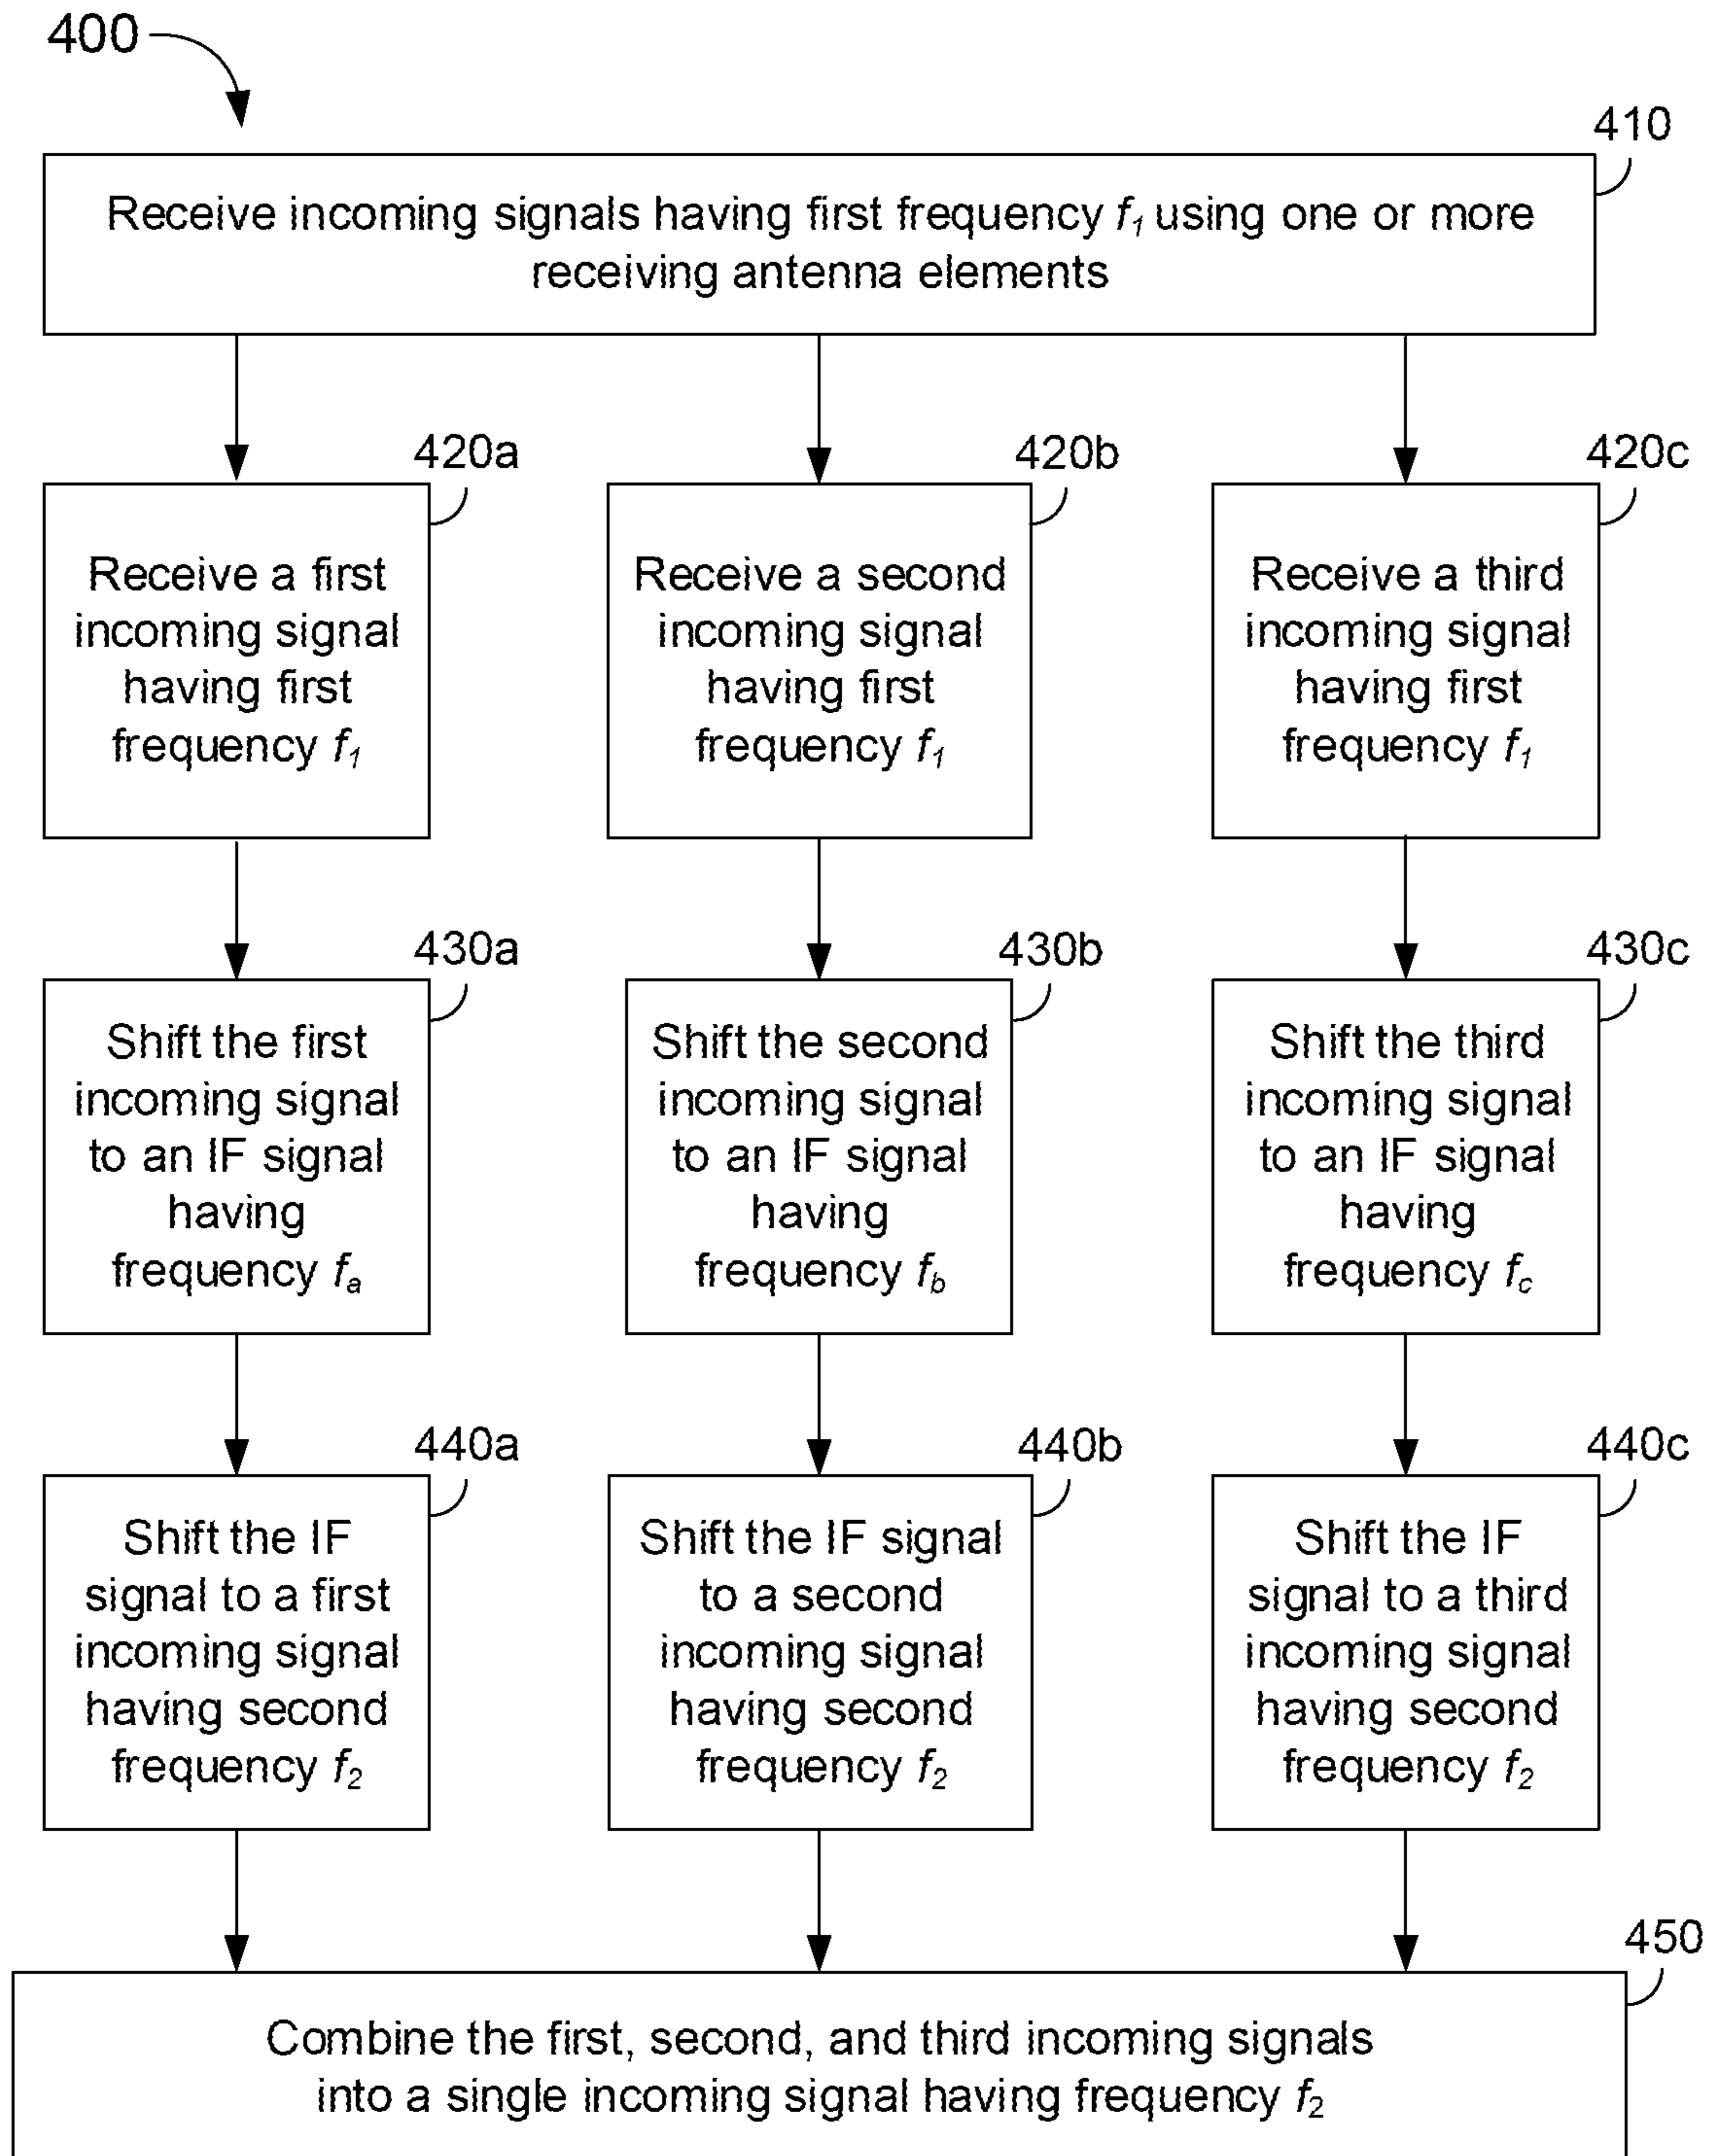 400
410
Receive incoming signals having first frequency f₁ using one or more
receiving antenna elements
420a
Receive a first
incoming signal
having first
frequency f₁
420b
Receive a second
incoming signal
having first
frequency f₁
420c
Receive a third
incoming signal
having first
frequency f₁
430a
Shift the first
incoming signal
to an IF signal
having
frequency fₐ
430b
Shift the second
incoming signal
to an IF signal
having
frequency f_b
430c
Shift the third
incoming signal
to an IF signal
having
frequency f_c
440a
Shift the IF
signal to a first
incoming signal
having second
frequency f₂
440b
Shift the IF signal
to a second
incoming signal
having second
frequency f₂
440c
Shift the IF
signal to a third
incoming signal
having second
frequency f₂
450
Combine the first, second, and third incoming signals
into a single incoming signal having frequency f₂